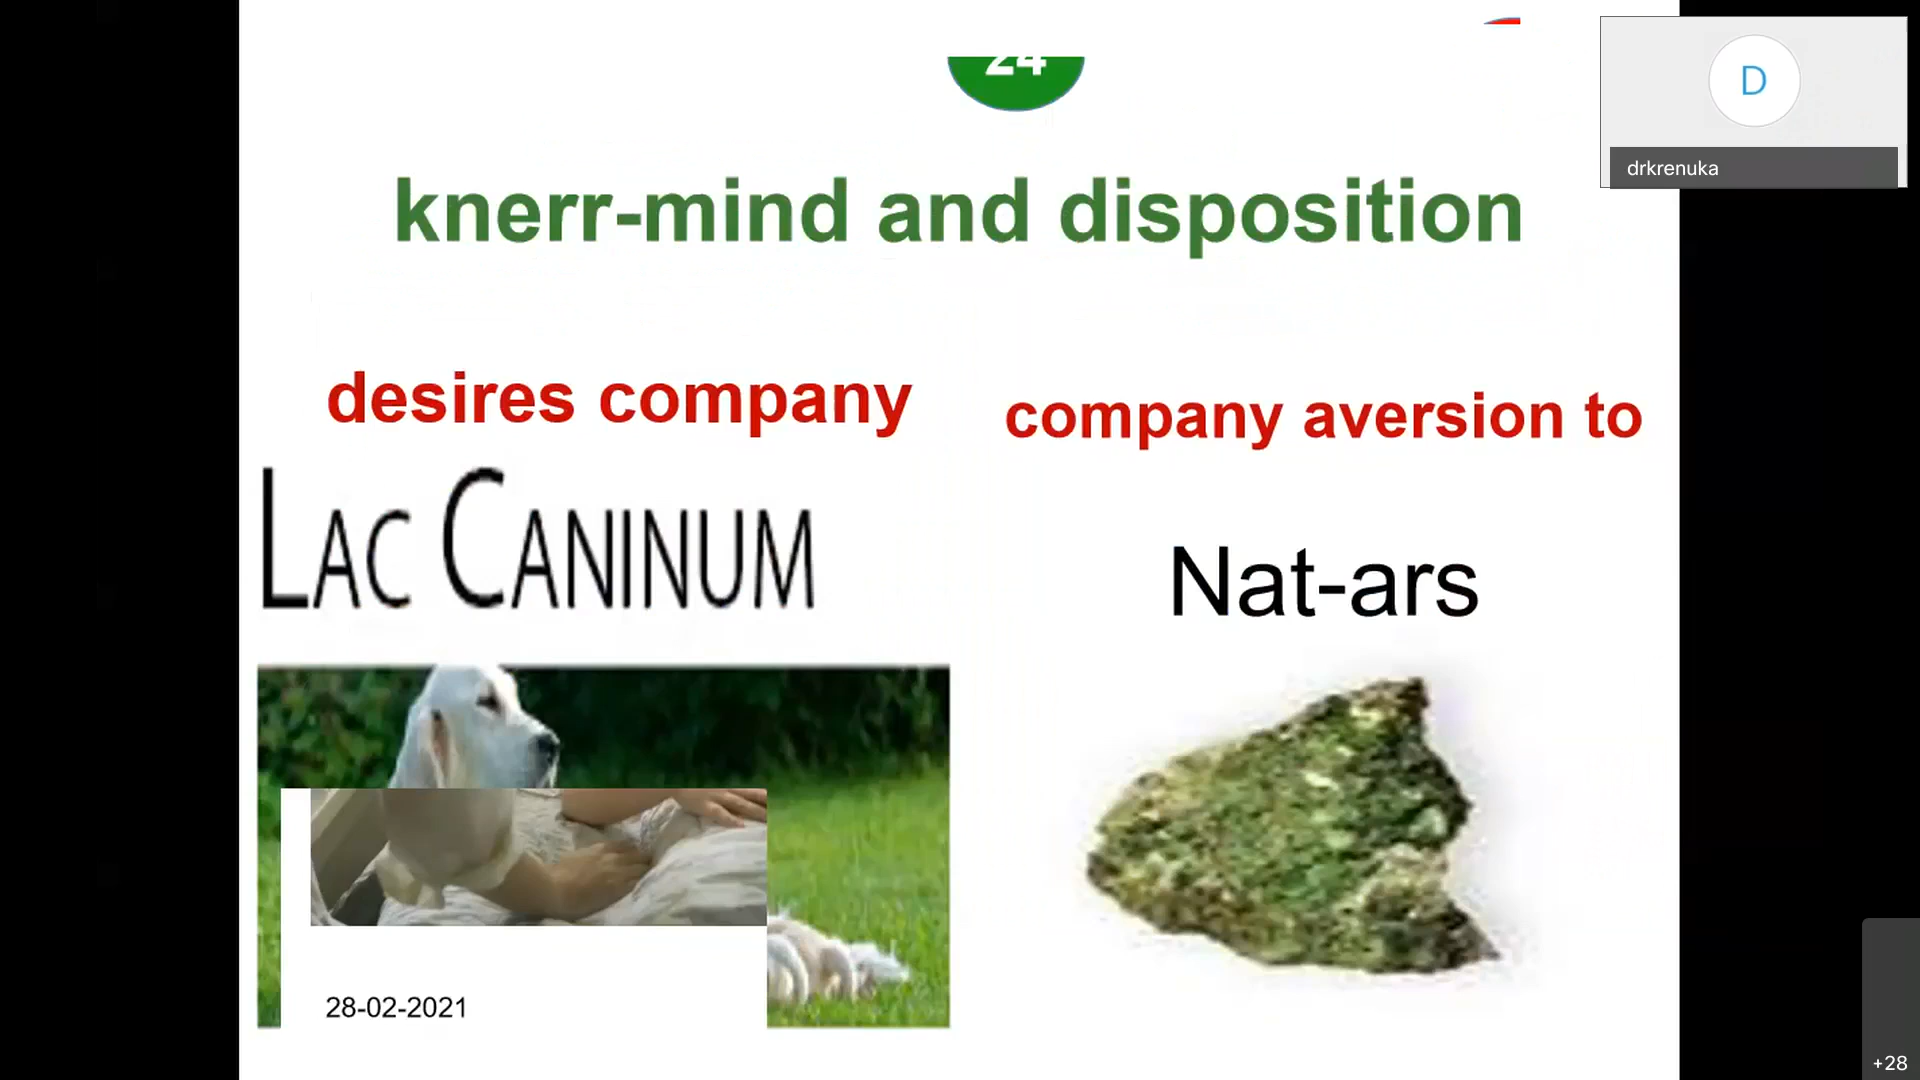 24
D
drkrenuka
knerr-mind and disposition
desires company
company aversion to
LAC CANINUM
Nat-ars
28-02-2021
+28